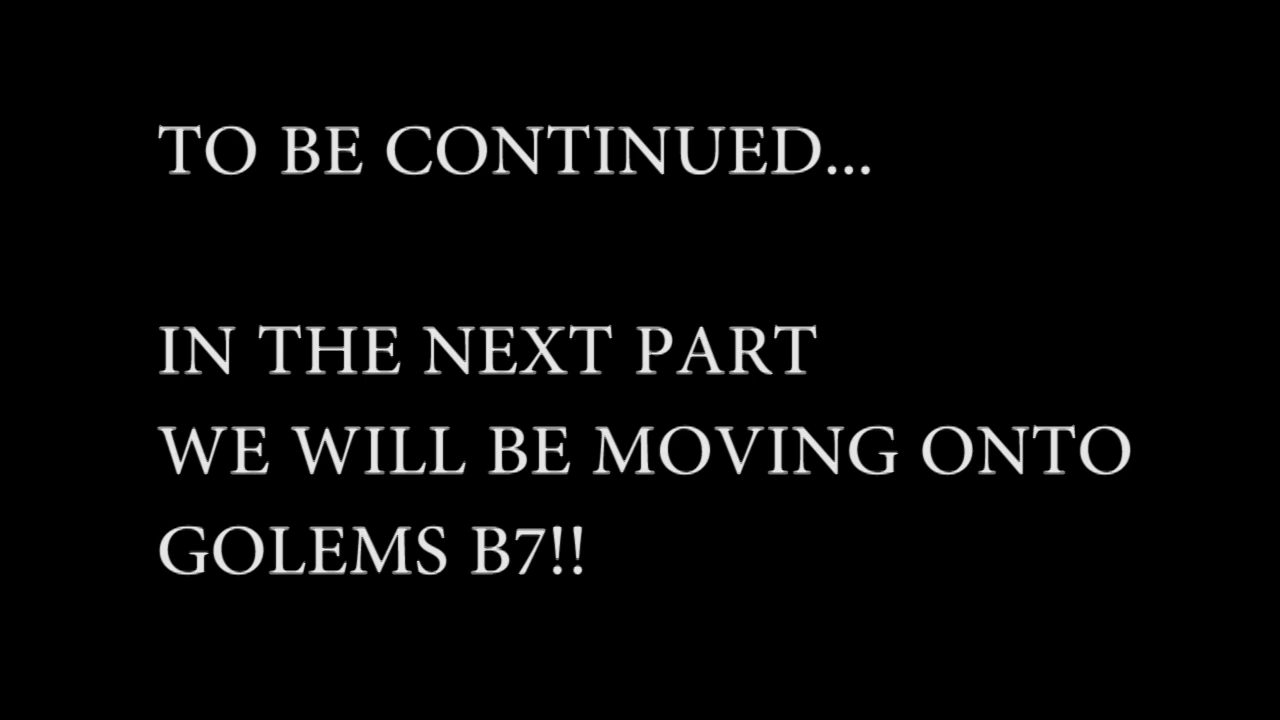 TO BE CONTINUED...
IN THE NEXT PART
WE WILL BE MOVING ONTO
GOLEMS B7!!